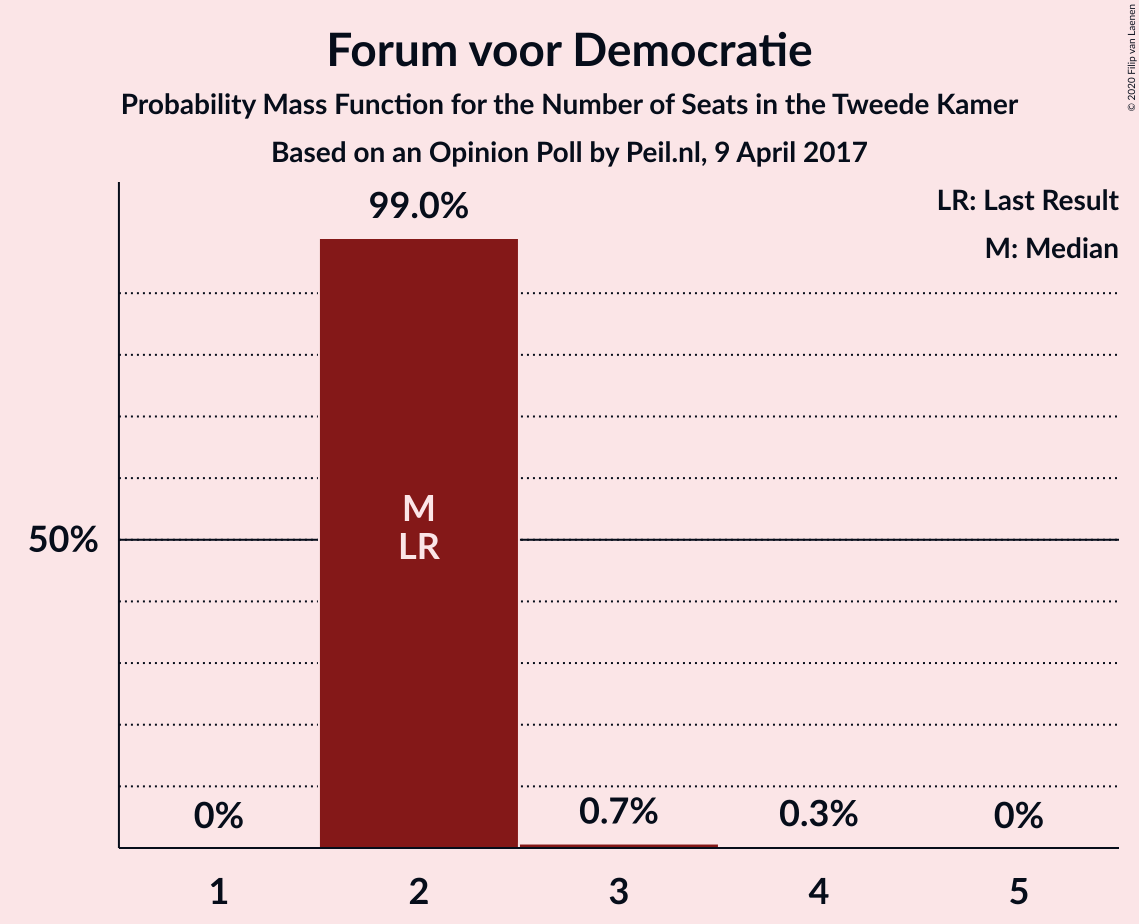 Forum voor Democratie
Probability Mass Function for the Number of Seats in the Tweede Kamer
Based on an Opinion Poll by Peil.nl, 9 April 2017
© 2020 Filip van Laenen
LR: Last Result
M: Median
99.0%
M
LR
50%
0%
0.7%
0.3%
0%
1
2
3
4
5